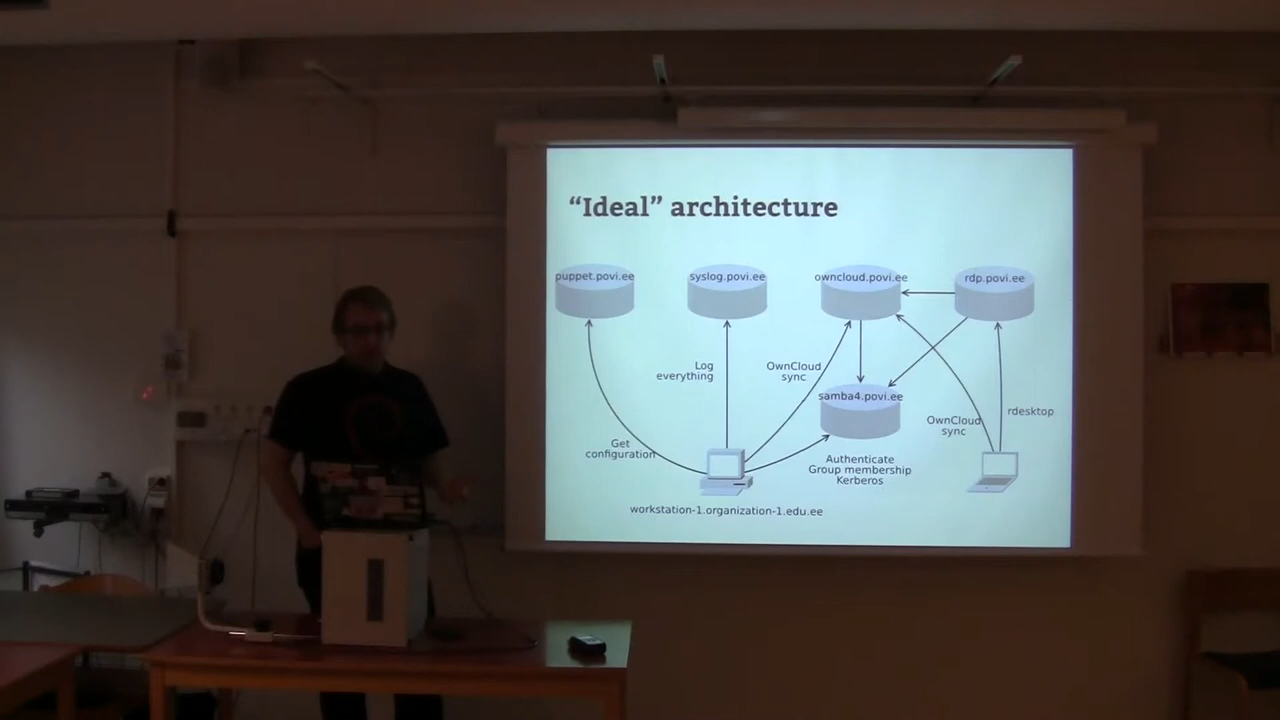 “Ideal” architecture
puppet.povi.ee
syslog.povi.ee
owncloud.povi.ee
rdp.povi.ee
Log
everything
OwnCloud
sync
samba4.povi.ee
OwnCloud
sync
rdesktop
Get
configuration
Authenticate
Group membership
Kerberos
workstation-1.organization-1.edu.ee